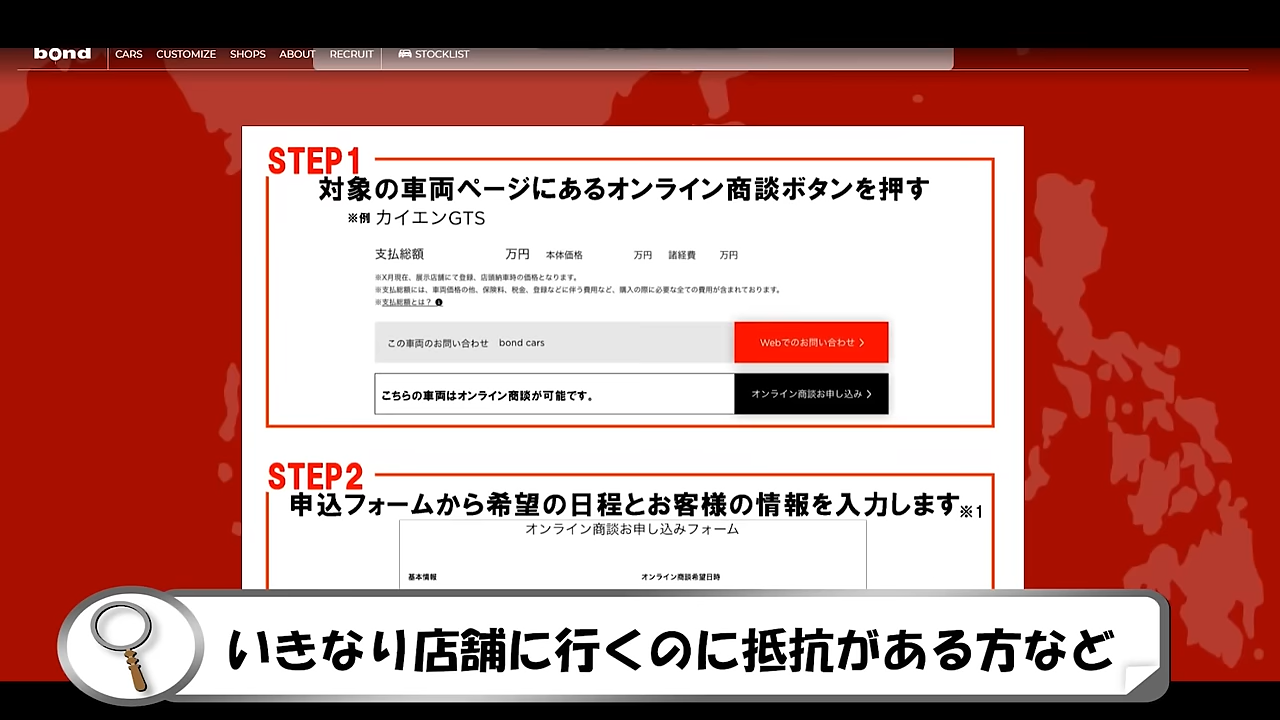 bond CARS CUSTOMIZE SHOPS ABOUT RECRUIT STOCKLIST
STEP1
対象の車両ページにあるオンライン商談ボタンを押す
※例 カイエンGTS
支払総額 万円 本体価格 万円 諸経費 万円
※X月現在、展示店舗にて登録、店頭納車時の価格となります。
※支払総額には、車両価格の他、保険料、税金、登録などに伴う費用など、購入の際に必要な全ての費用が含まれております。
※支払総額とは?
この車両のお問い合わせ bond cars Webでのお問い合わせ >
こちらの車両はオンライン商談が可能です。 オンライン商談お申し込み >
STEP2
申込フォームから希望の日程とお客様の情報を入力します※1
オンライン商談お申し込みフォーム
基本情報 オンライン商談希望日時
いきなり店舗に行くのに抵抗がある方など